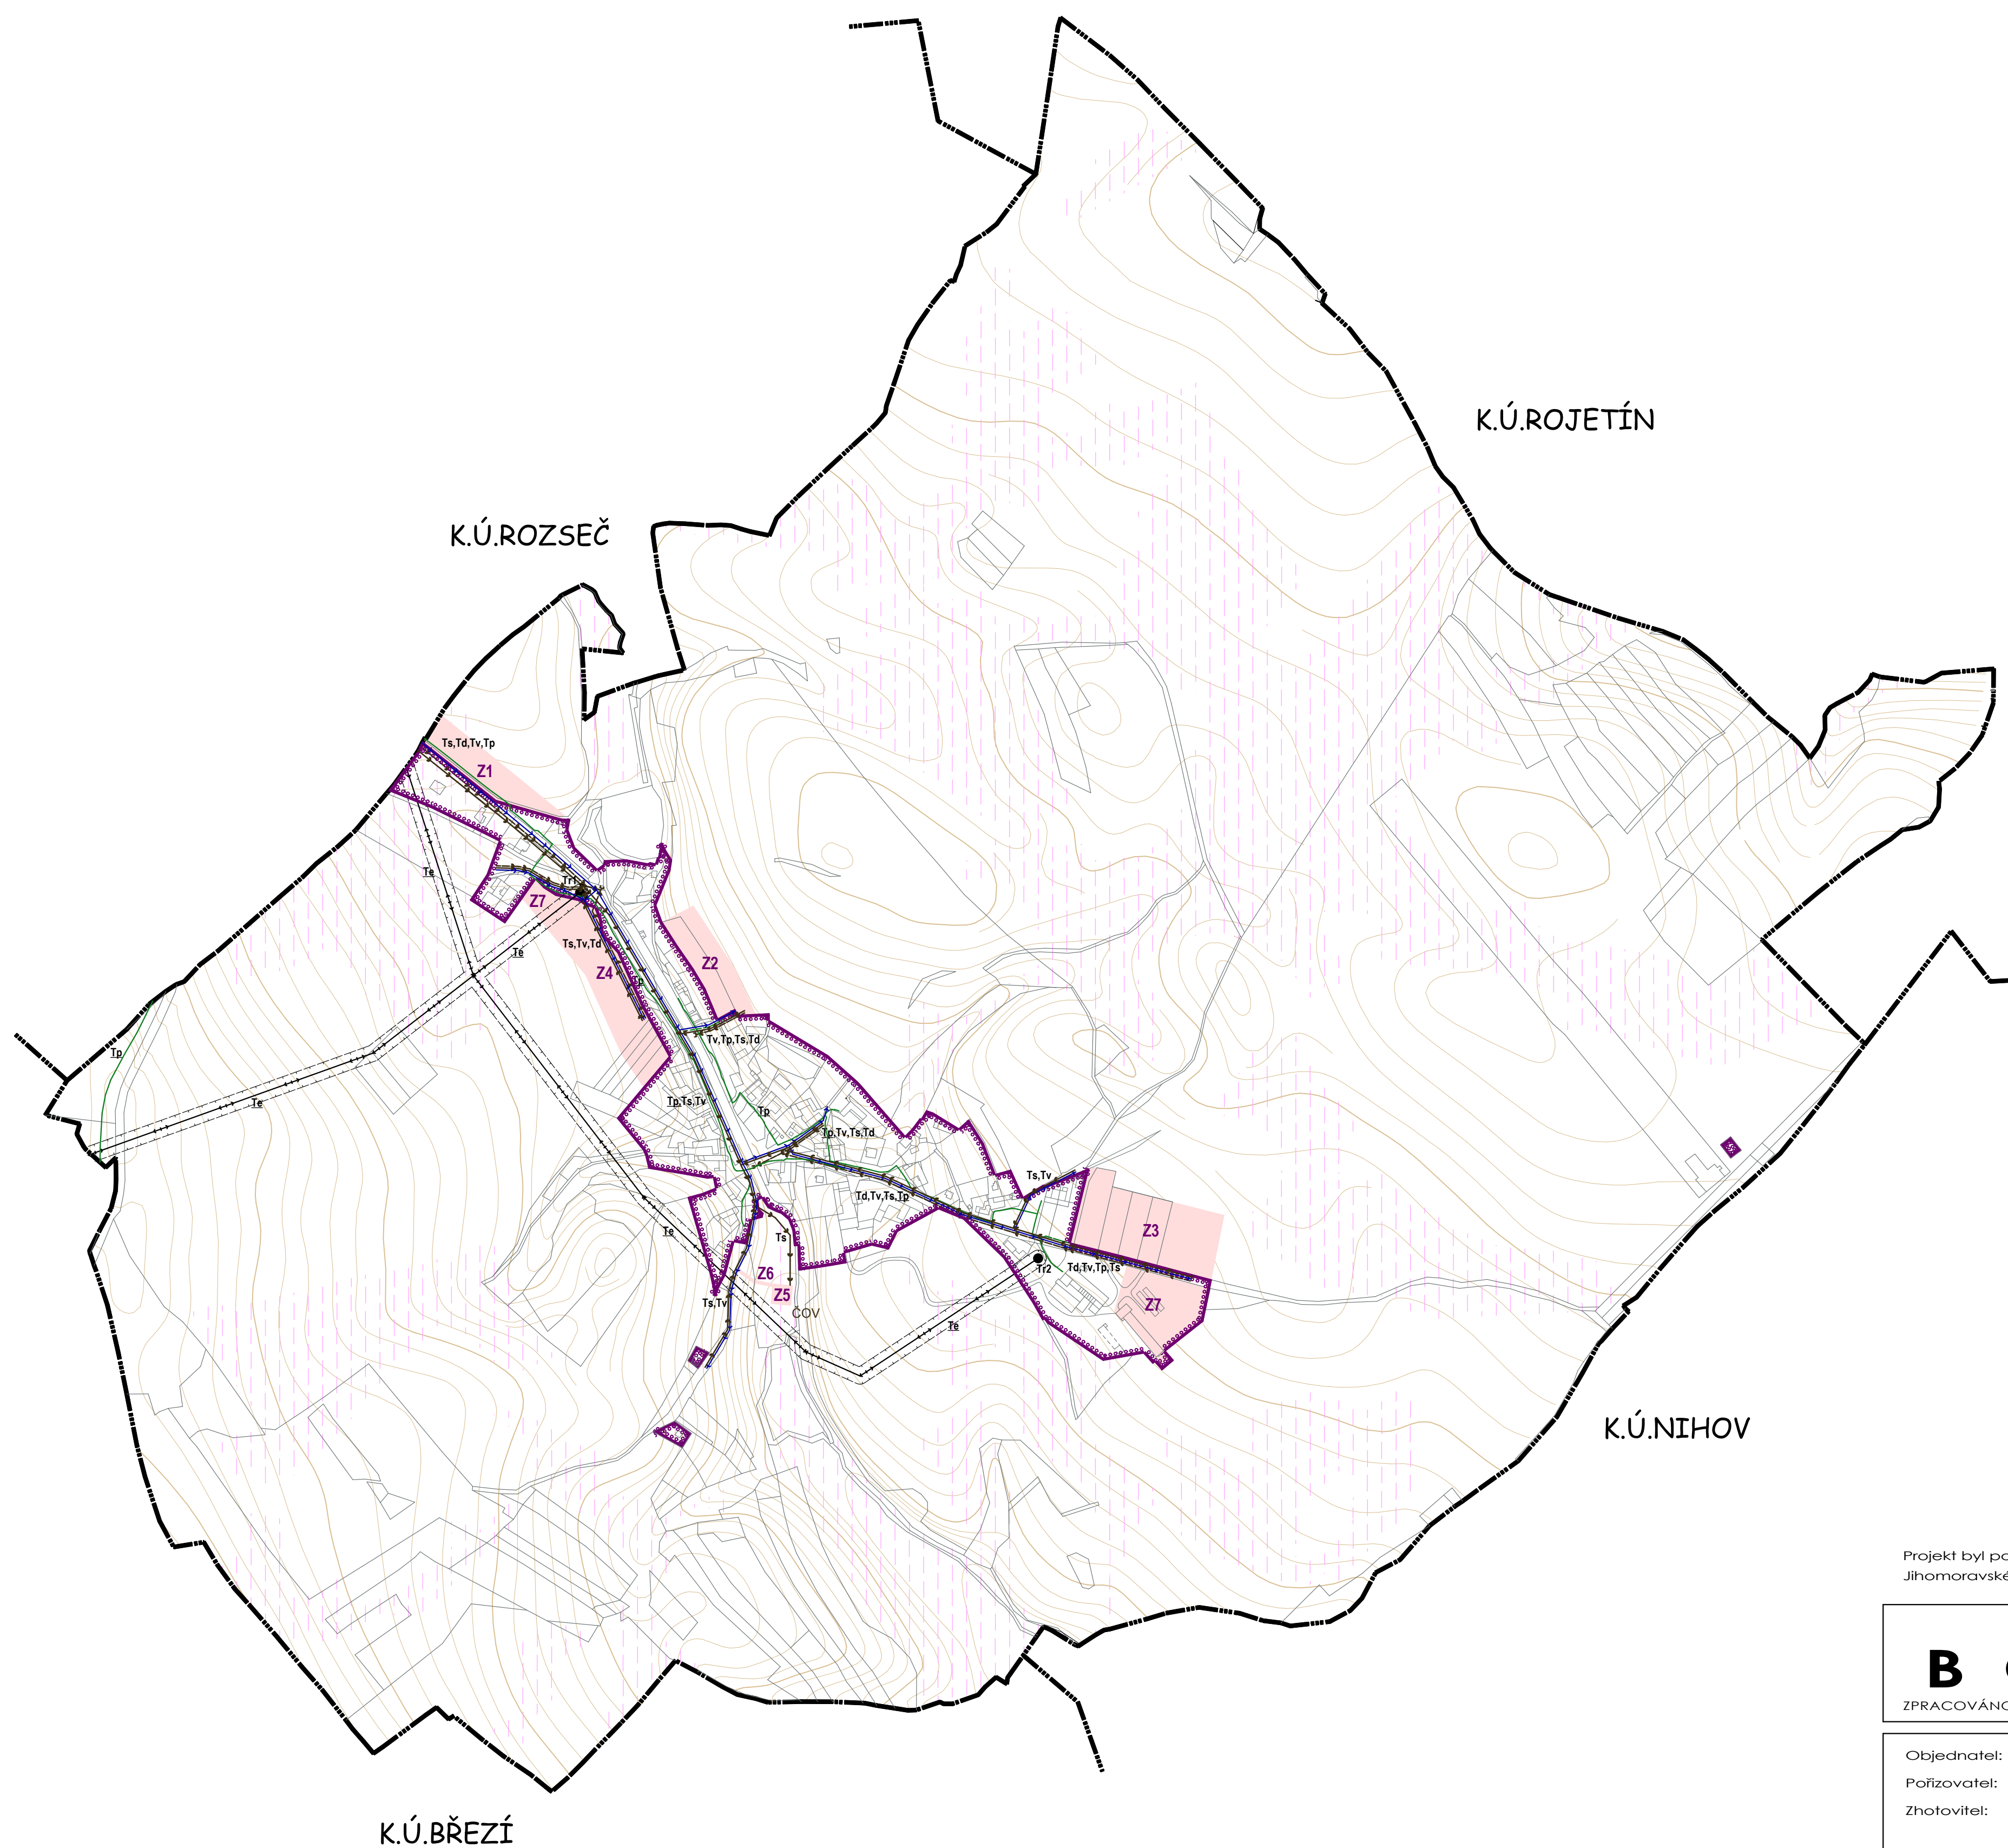 K.Ú.ROJETÍN
K.Ú.ROZSEČ
Ts,Td,Tv,Tp
Z1
Te
Tr1
Z7
Te
Ts,Tv,Td
Z4
Z2
Tp
Tv,Tp,Ts,Td
Tp
Te
Tp,Ts,Tv
Tp
Tp,Tv,Ts,Td
Td,Tv,Ts,Tp
Ts,Tv
Te
Ts
Z3
Z6
Tr2
Td,Tv,Tp,Ts
Z5
Ts,Tv
ČOV
Z7
Te
K.Ú.NIHOV
Projekt byl
Jihomoravské
B
ZPRACOVÁNO
Objednatel:
Pořizovatel:
Zhotovitel:
K.Ú.BŘEZÍ